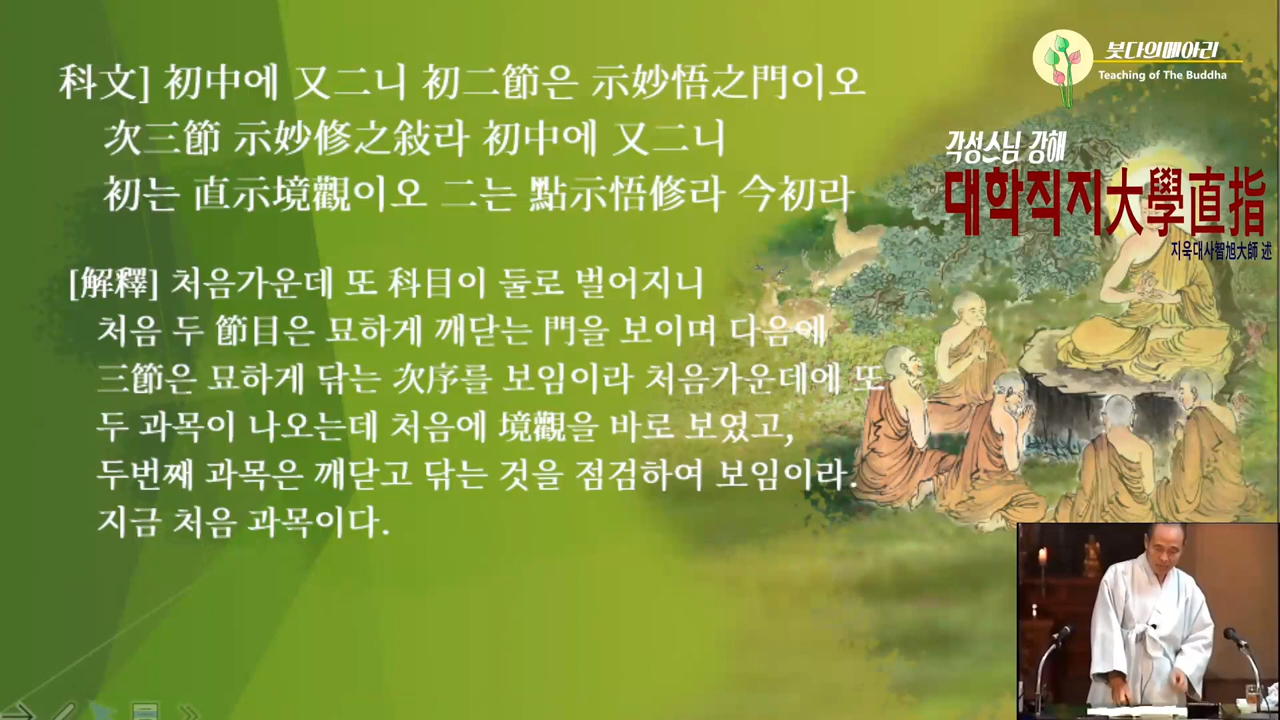 科文] 初中에 又二니 初二節은 示妙悟之門이오
次三節 示妙修之敍라 初中에 又二니
初는 直示境觀이오 二는 點示悟修라 今初라
[解釋] 처음가운데 또 科目이 둘로 벌어지니
처음 두 節目은 묘하게 깨닫는 門을 보이며 다음에
三節은 묘하게 닦는 次序를 보임이라 처음가운데에 또
두 과목이 나오는데 처음에 境觀을 바로 보였고,
두번째 과목은 깨닫고 닦는 것을 점검하여 보임이라.
지금 처음 과목이다.
붓다의메아리
Teaching of The Buddha
각성스님 강해
대학직지大學直指
지욱대사智旭大師 述